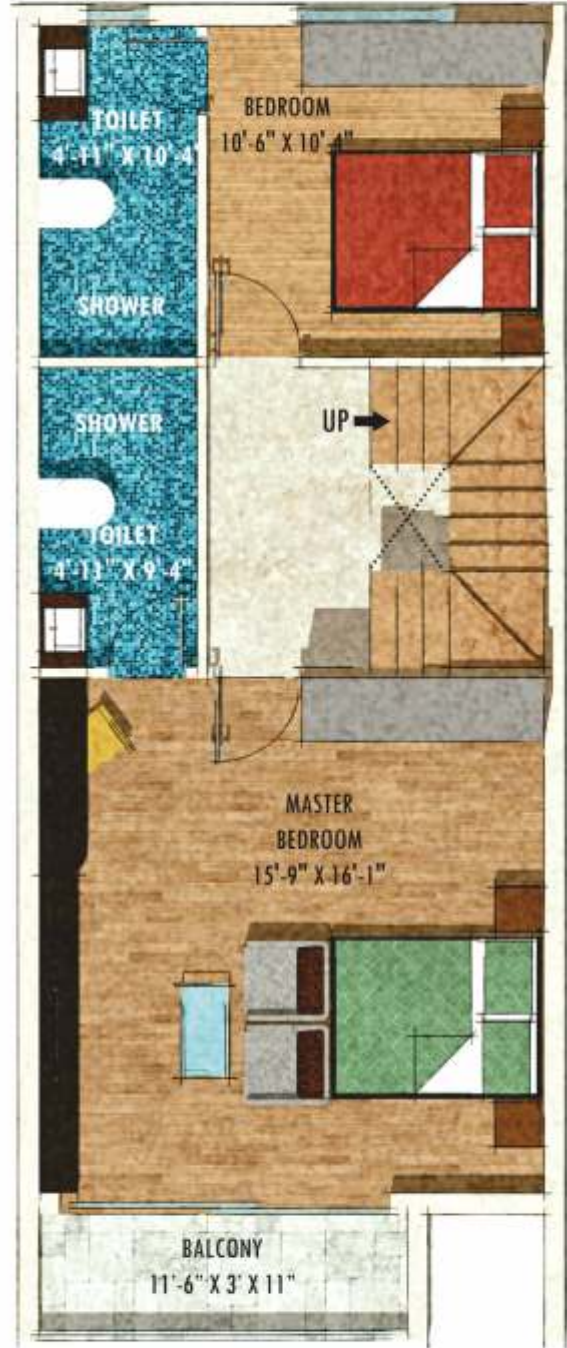 TOILET
4'-11" X 10'-4"
BEDROOM
10'-6" X 10'-4"
SHOWER
SHOWER
UP
TOILET
4'-11" X 9'-4"
MASTER
BEDROOM
15'-9" X 16'-1"
BALCONY
11'-6" X 3' X 11"